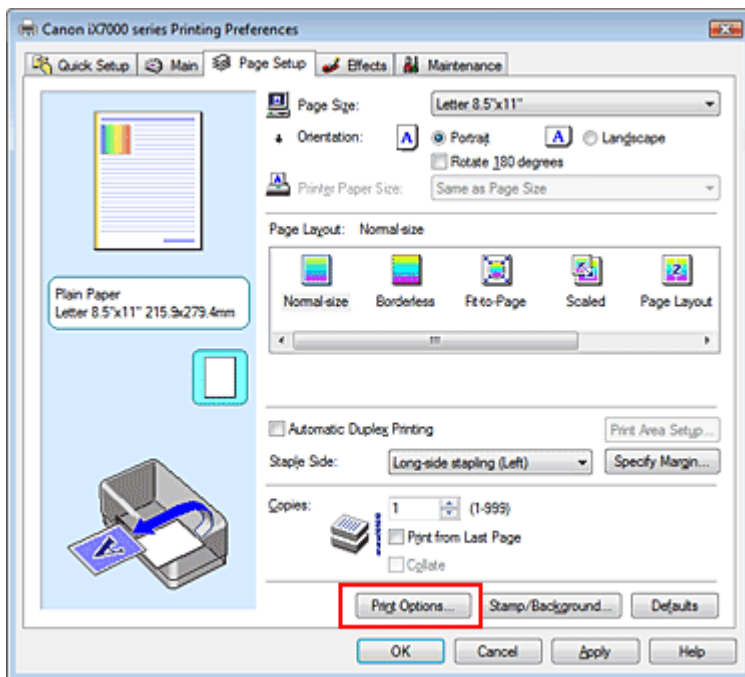 Canon iX7000 series Printing Preferences
Quick Setup Main Page Setup Effects Maintenance
Page Size: Letter 8.5"x11"
Orientation: A Portrait A Landscape
Rotate 180 degrees
Printer Paper Size: Same as Page Size
Page Layout: Normal-size
Normal-size Borderless Fit-to-Page Scaled Page Layout
Plain Paper
Letter 8.5"x11" 215.9x279.4mm
Automatic Duplex Printing Print Area Setup...
Staple Side: Long-side stapling (Left) Specify Margin...
Copies: 1 (1-999)
Print from Last Page
Collate
Print Options... Stamp/Background... Defaults
OK Cancel Apply Help